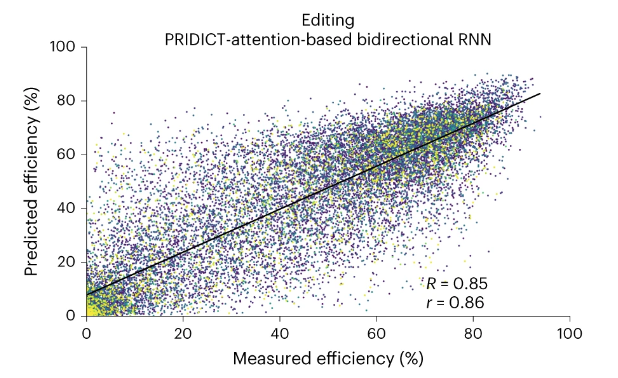 Editing
PRIDICT-attention-based bidirectional RNN
Predicted efficiency (%)
100
80
60
40
20
0
R = 0.85
r = 0.86
0 20 40 60 80 100
Measured efficiency (%)